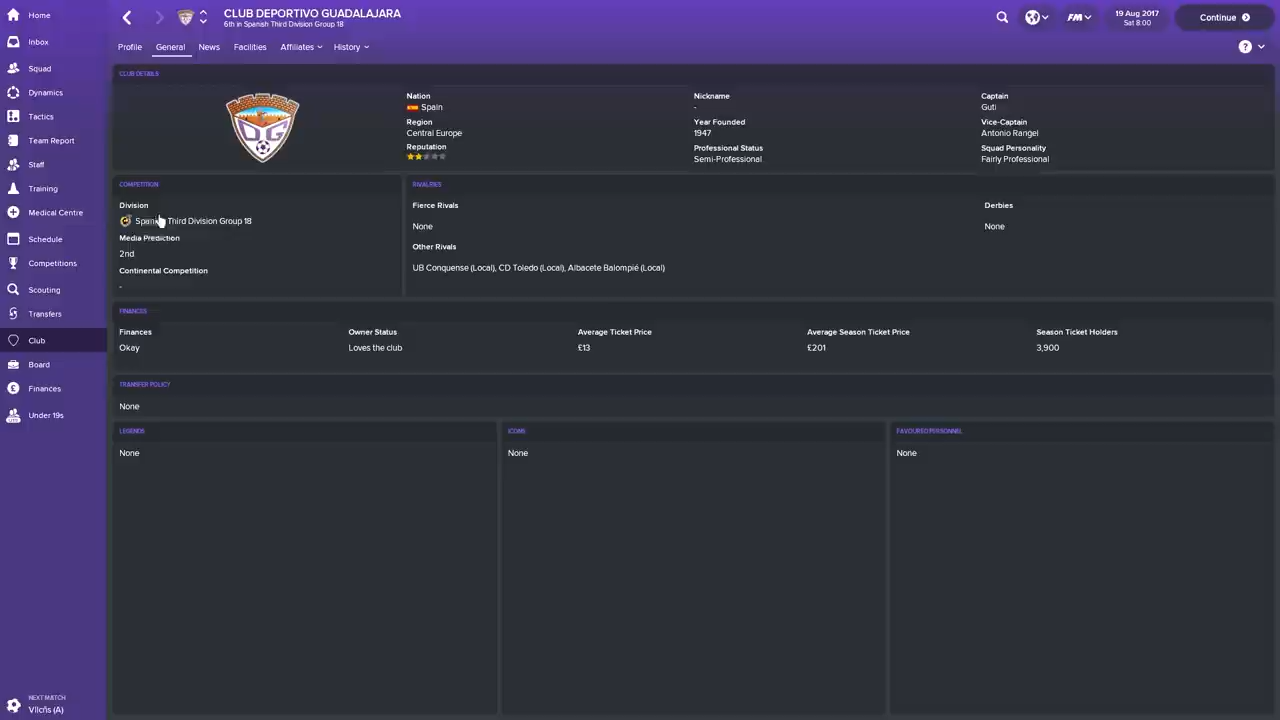 CLUB DEPORTIVO GUADALAJARA
6th in Spanish Third Division Group 18
FM
19 Aug 2017
Sat 8:00
Continue
Profile
General
News
Facilities
Affiliates
History
?
Home
Inbox
Squad
Dynamics
Tactics
Team Report
Staff
Training
Medical Centre
Schedule
Competitions
Scouting
Transfers
Club
Board
Finances
Under 19s
NEXT MATCH
CLUB DETAILS
Nation
Spain
Region
Central Europe
Reputation
Nickname
-
Year Founded
1947
Professional Status
Semi-Professional
Captain
Guti
Vice-Captain
Antonio Rangel
Squad Personality
Fairly Professional
COMPETITION
Division
Spanish Third Division Group 18
Media Prediction
2nd
Continental Competition
-
RIVALRIES
Fierce Rivals
None
Other Rivals
UB Conquense (Local), CD Toledo (Local), Albacete Balompié (Local)
Derbies
None
FINANCES
Finances
Okay
Owner Status
Loves the club
Average Ticket Price
£13
Average Season Ticket Price
£201
Season Ticket Holders
3,900
TRANSFER POLICY
None
LEGENDS
None
ICONS
None
FAVOURED PERSONNEL
None